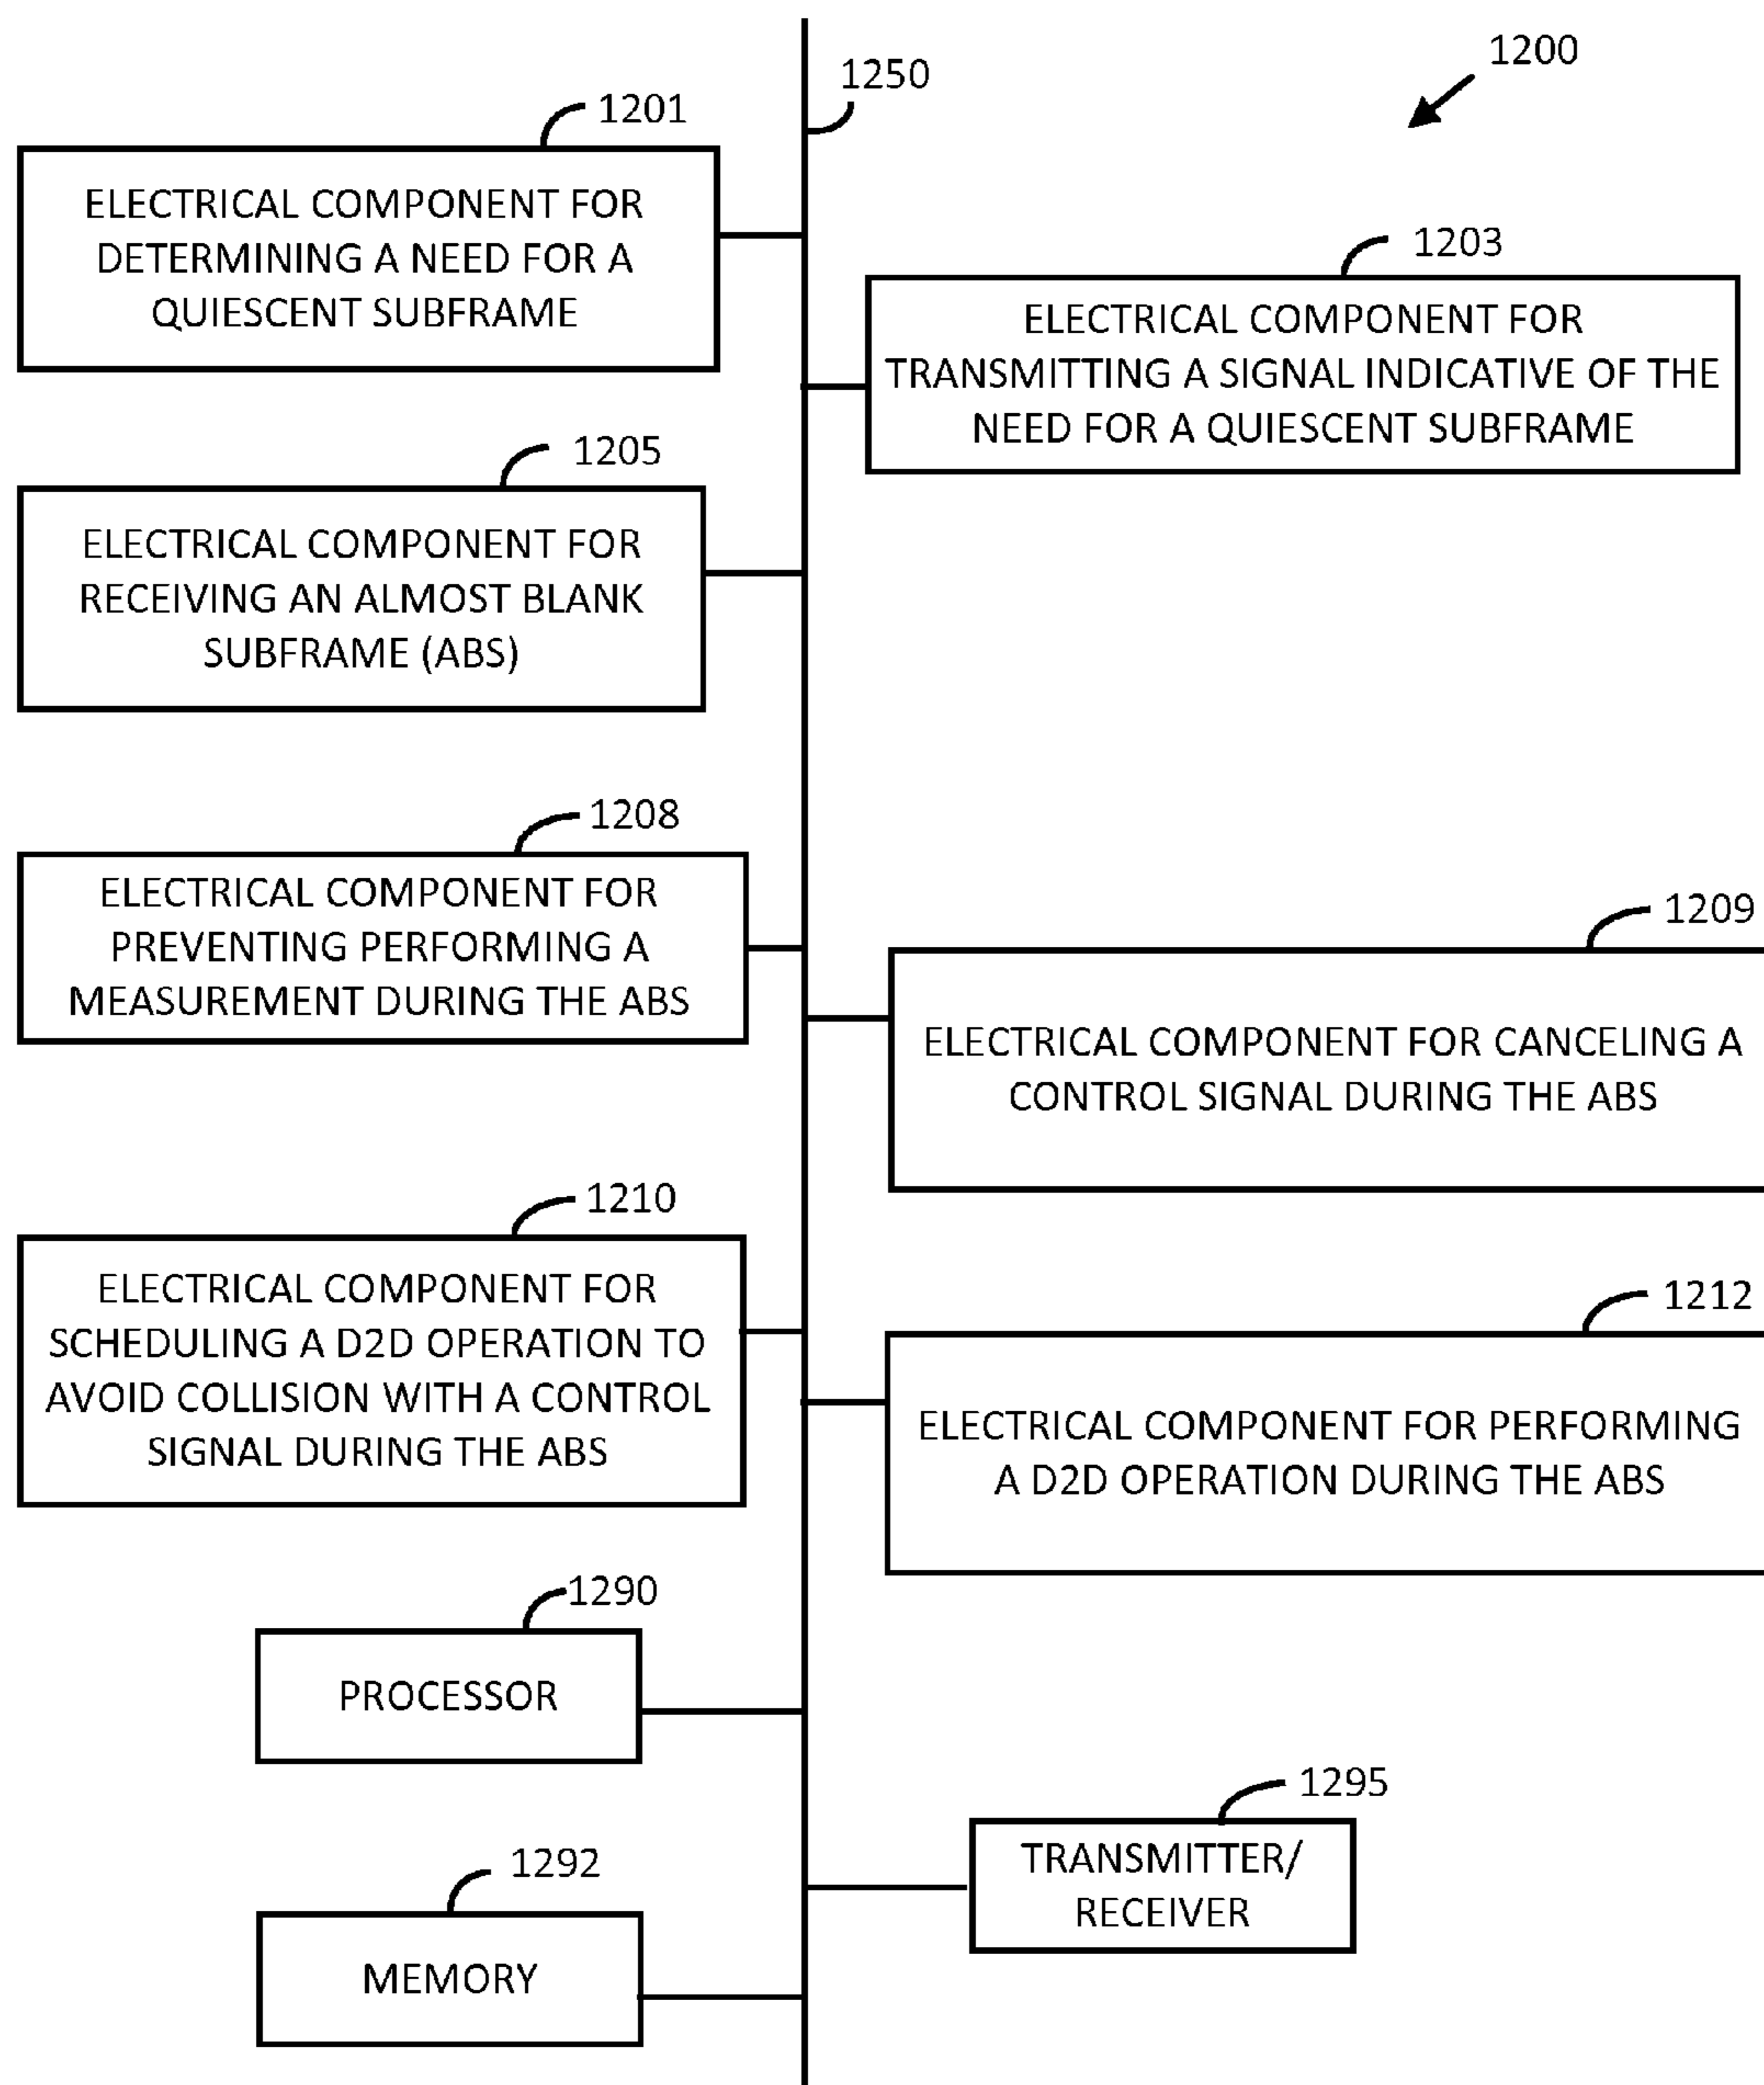 1200
1250
1201
ELECTRICAL COMPONENT FOR
DETERMINING A NEED FOR A
QUIESCENT SUBFRAME
1203
ELECTRICAL COMPONENT FOR
TRANSMITTING A SIGNAL INDICATIVE OF THE
NEED FOR A QUIESCENT SUBFRAME
1205
ELECTRICAL COMPONENT FOR
RECEIVING AN ALMOST BLANK
SUBFRAME (ABS)
1208
ELECTRICAL COMPONENT FOR
PREVENTING PERFORMING A
MEASUREMENT DURING THE ABS
1209
ELECTRICAL COMPONENT FOR CANCELING A
CONTROL SIGNAL DURING THE ABS
1210
ELECTRICAL COMPONENT FOR
SCHEDULING A D2D OPERATION TO
AVOID COLLISION WITH A CONTROL
SIGNAL DURING THE ABS
1212
ELECTRICAL COMPONENT FOR PERFORMING
A D2D OPERATION DURING THE ABS
1290
PROCESSOR
1295
TRANSMITTER/
RECEIVER
1292
MEMORY